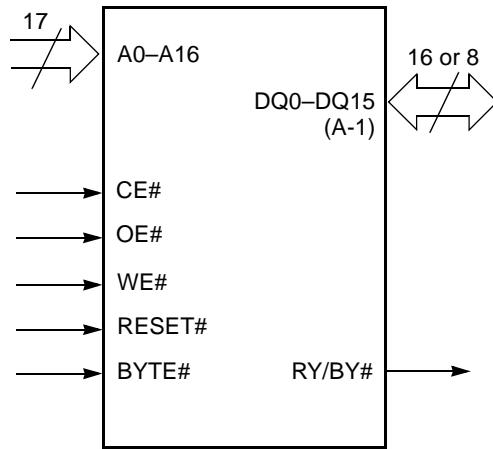 17
A0–A16
16 or 8
DQ0–DQ15
(A-1)
CE#
OE#
WE#
RESET#
BYTE#
RY/BY#